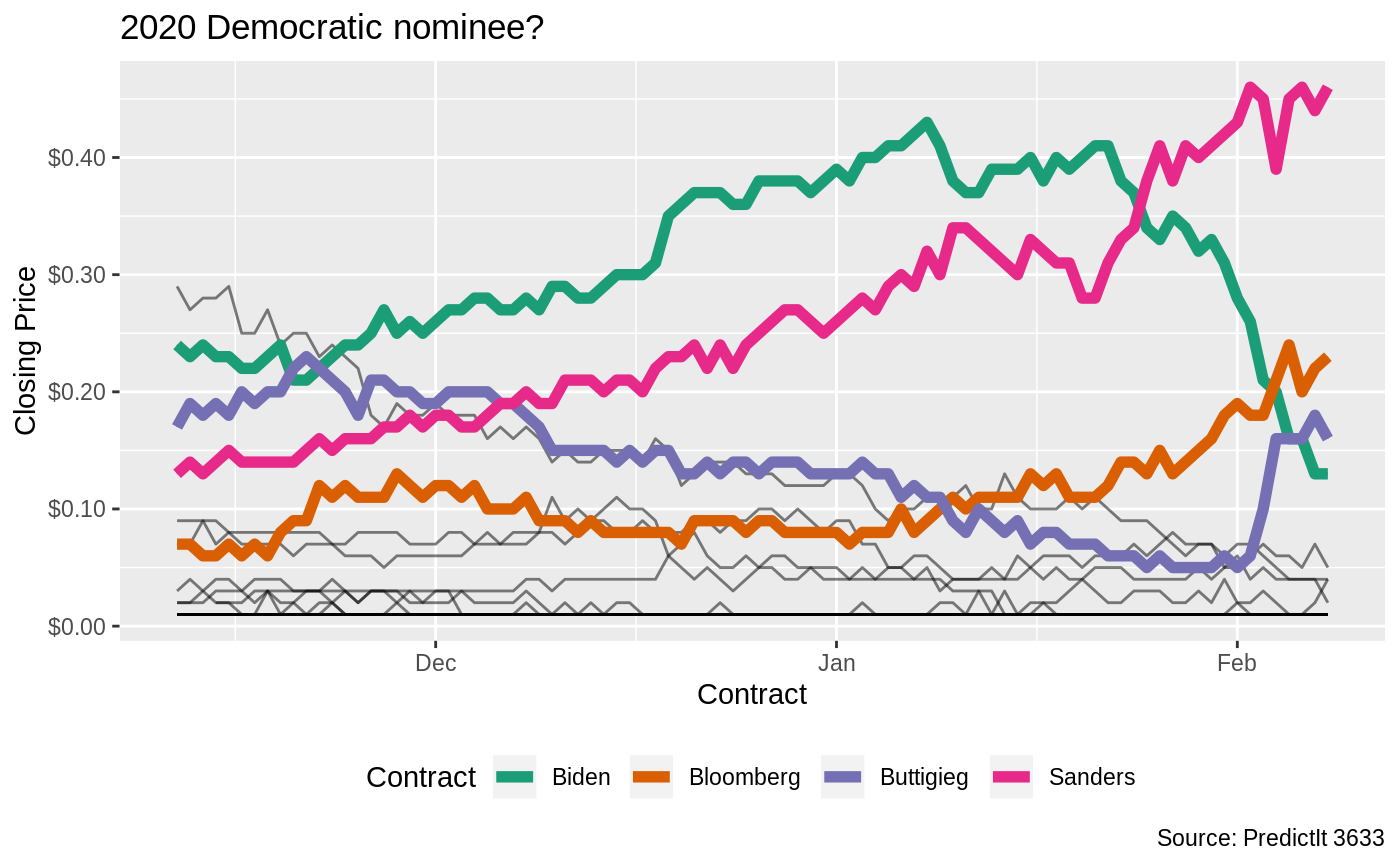 2020 Democratic nominee?
Closing Price
$0.40
$0.30
$0.20
$0.10
$0.00
Dec Jan Feb
Contract
Contract Biden Bloomberg Buttigieg Sanders
Source: PredictIt 3633